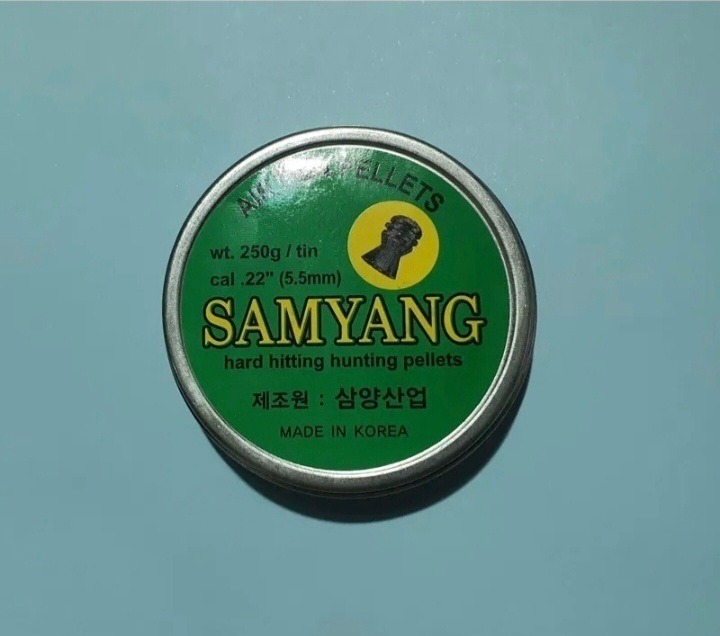 PELLETS
wt. 250g / tin
cal .22" (5.5mm)
SAMYANG
hard hitting hunting pellets
제조원 : 삼양산업
MADE IN KOREA